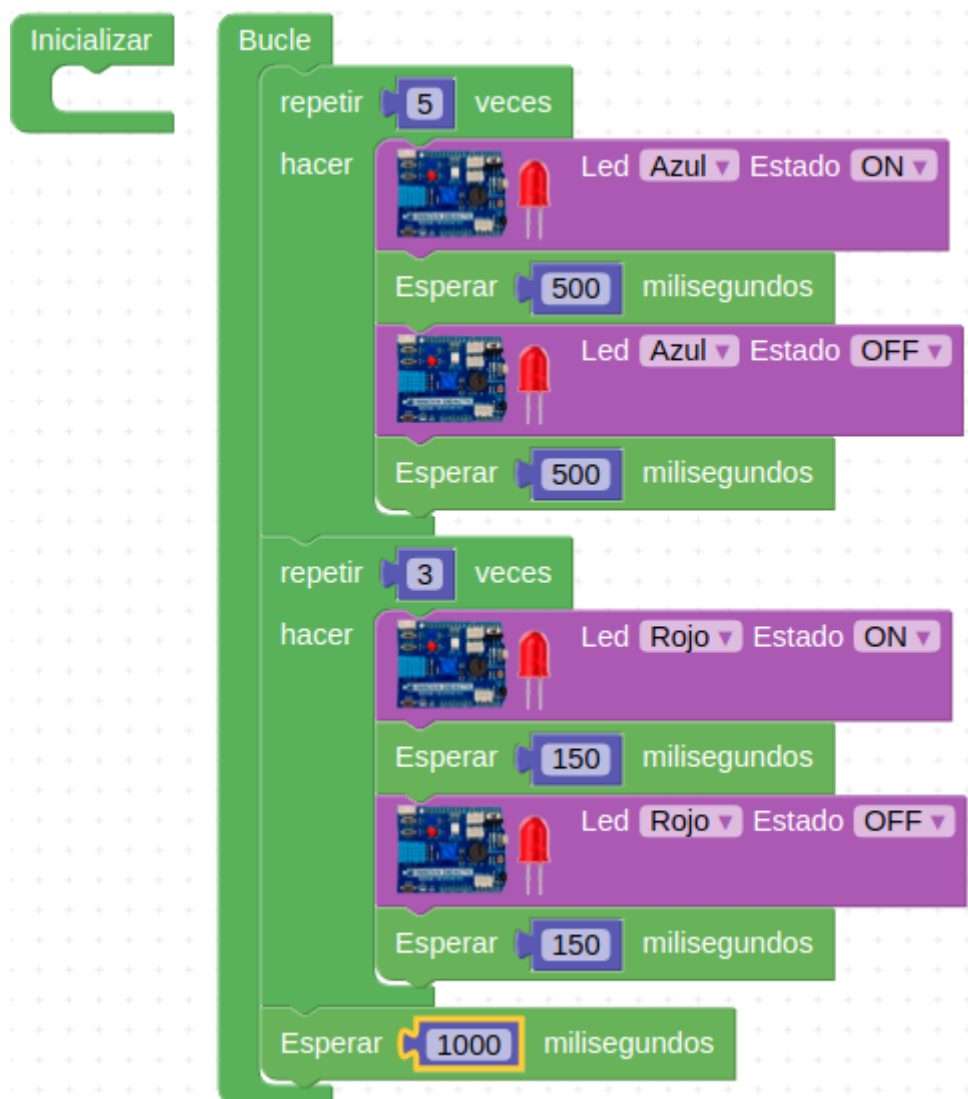 Inicializar
Bucle
repetir 5 veces
hacer
Led Azul Estado ON
Esperar 500 milisegundos
Led Azul Estado OFF
Esperar 500 milisegundos
repetir 3 veces
hacer
Led Rojo Estado ON
Esperar 150 milisegundos
Led Rojo Estado OFF
Esperar 150 milisegundos
Esperar 1000 milisegundos